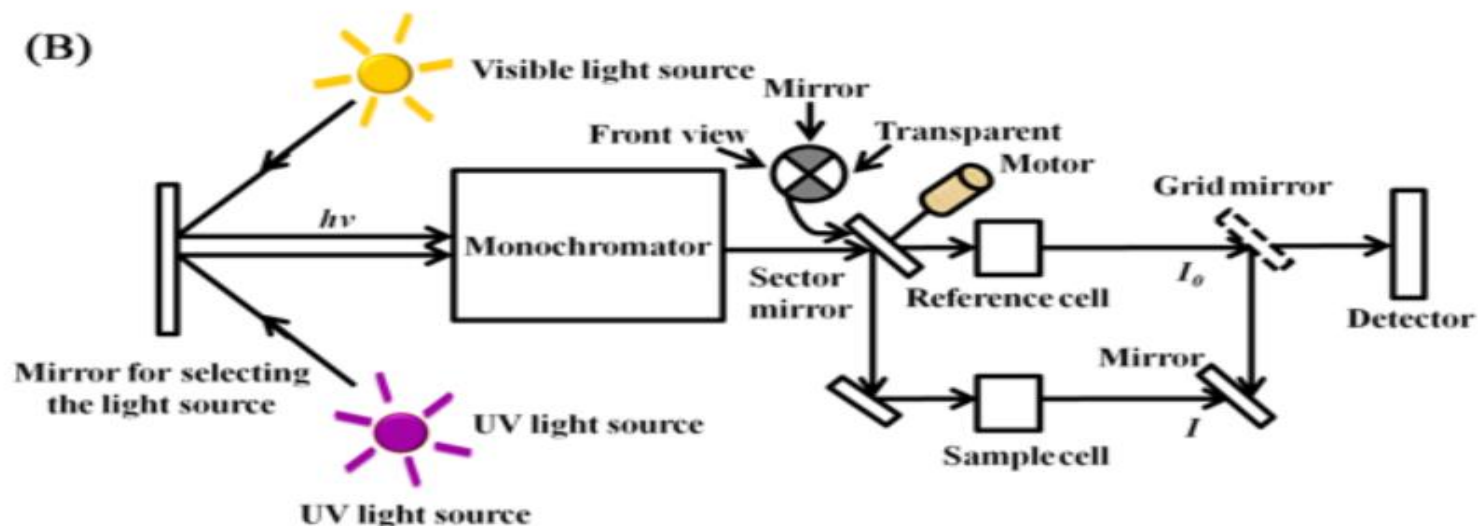 (B)
Visible light source
Mirror
Front view
Transparent
Motor
Grid mirror
hν
Monochromator
Sector
mirror
Reference cell
I₀
Detector
Mirror for selecting
the light source
Mirror
UV light source
I
Sample cell
UV light source